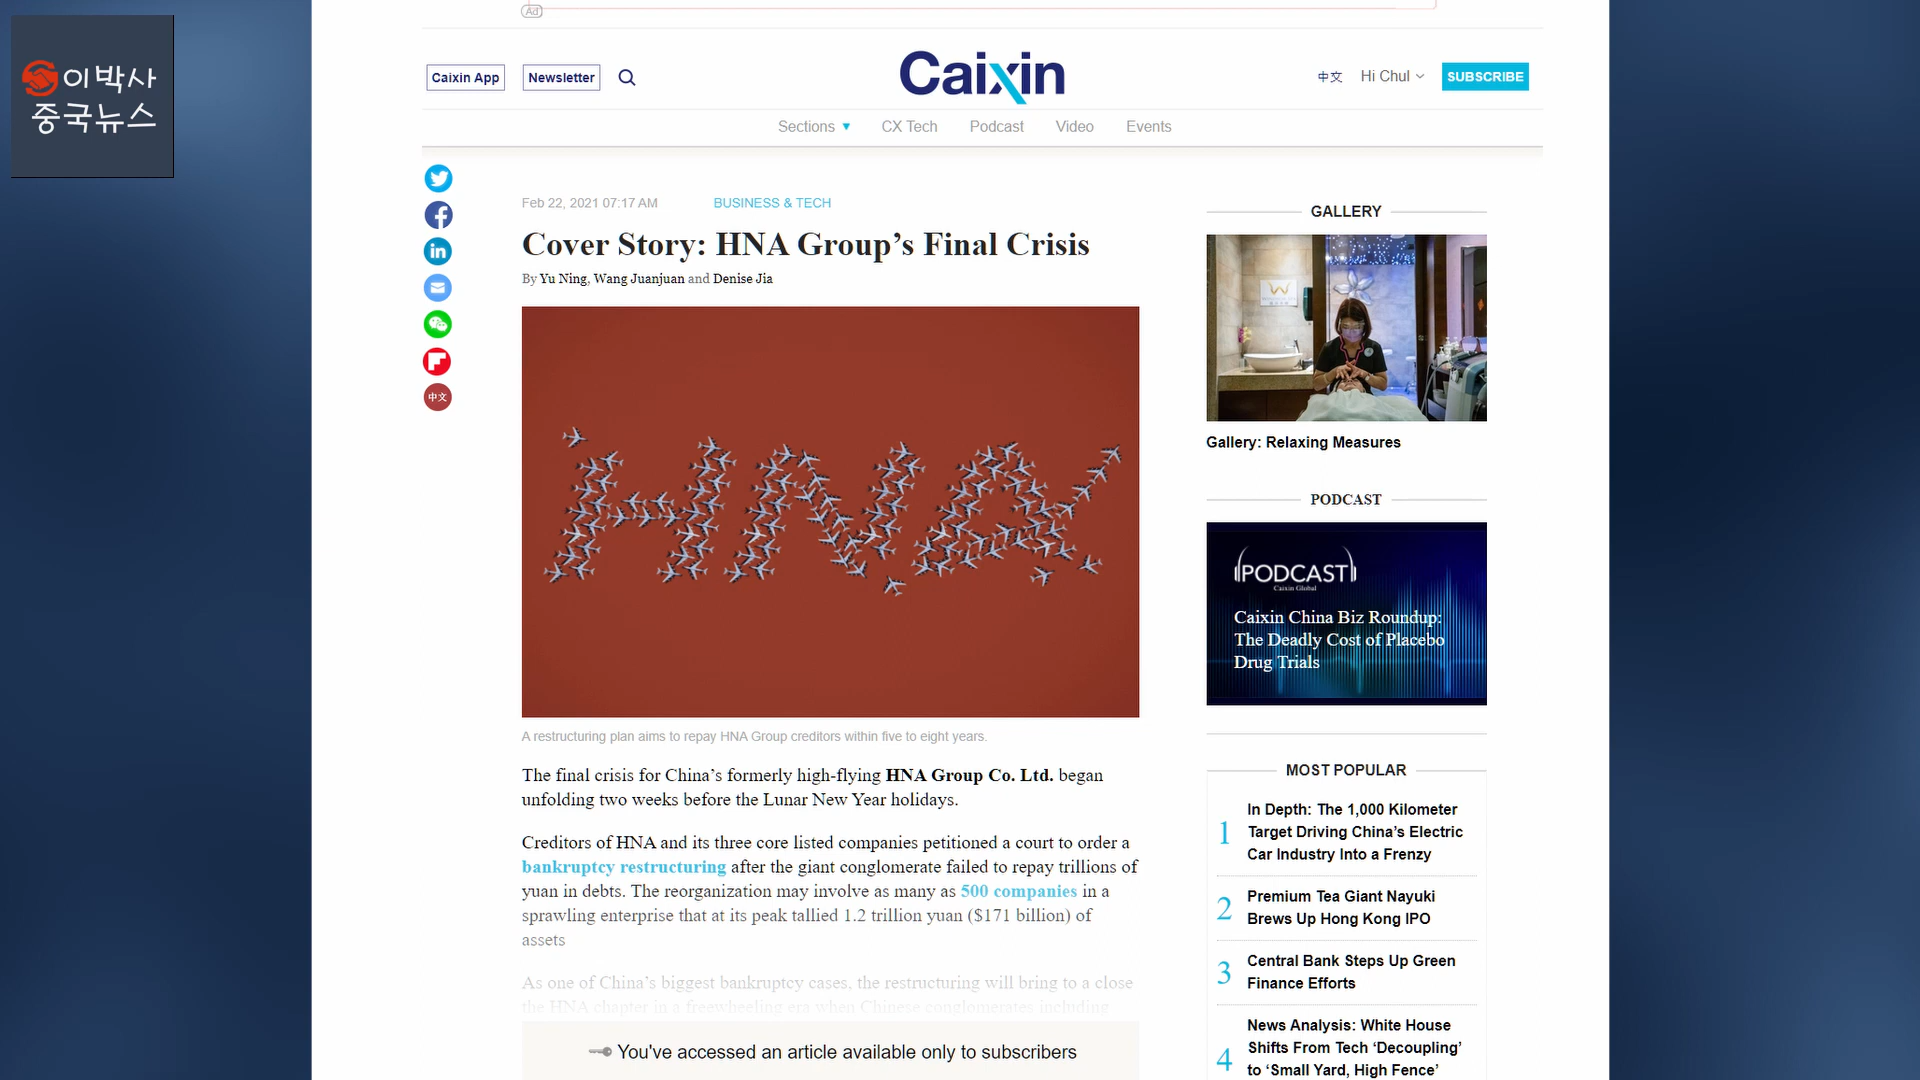 Ad
이박사
중국뉴스
Caixin App
Newsletter
Caixin
中文
Hi Chul
SUBSCRIBE
Sections
CX Tech
Podcast
Video
Events
中文
Feb 22, 2021 07:17 AM
BUSINESS & TECH
Cover Story: HNA Group’s Final Crisis
By Yu Ning, Wang Juanjuan and Denise Jia
HNA
A restructuring plan aims to repay HNA Group creditors within five to eight years.
The final crisis for China’s formerly high-flying HNA Group Co. Ltd. began
unfolding two weeks before the Lunar New Year holidays.
Creditors of HNA and its three core listed companies petitioned a court to order a
bankruptcy restructuring after the giant conglomerate failed to repay trillions of
yuan in debts. The reorganization may involve as many as 500 companies in a
sprawling enterprise that at its peak tallied 1.2 trillion yuan ($171 billion) of
assets
As one of China’s biggest bankruptcy cases, the restructuring will bring to a close
the HNA chapter in a freewheeling era when Chinese conglomerates including
You've accessed an article available only to subscribers
GALLERY
Gallery: Relaxing Measures
PODCAST
PODCAST
Caixin Global
Caixin China Biz Roundup:
The Deadly Cost of Placebo
Drug Trials
MOST POPULAR
1
In Depth: The 1,000 Kilometer
Target Driving China’s Electric
Car Industry Into a Frenzy
2
Premium Tea Giant Nayuki
Brews Up Hong Kong IPO
3
Central Bank Steps Up Green
Finance Efforts
4
News Analysis: White House
Shifts From Tech ‘Decoupling’
to ‘Small Yard, High Fence’